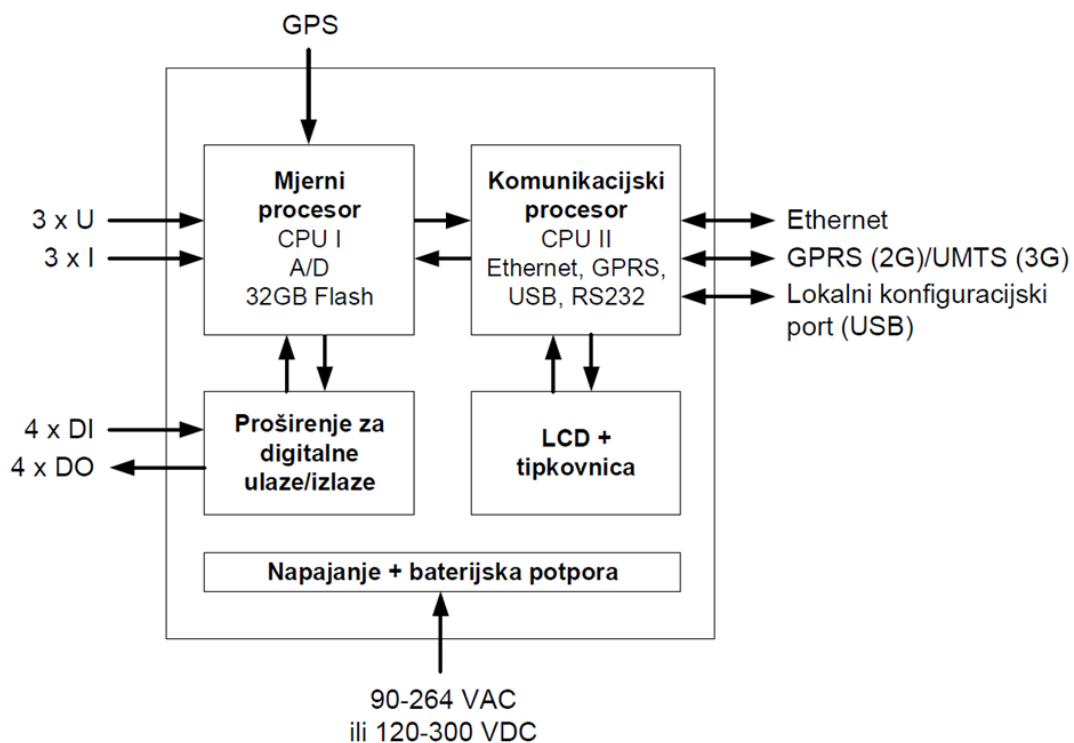 GPS
3 x U
3 x I
Mjerni
procesor
CPU I
A/D
32GB Flash
Komunikacijski
procesor
CPU II
Ethernet, GPRS,
USB, RS232
Ethernet
GPRS (2G)/UMTS (3G)
Lokalni konfiguracijski
port (USB)
4 x DI
4 x DO
Proširenje za
digitalne
ulaze/izlaze
LCD +
tipkovnica
Napajanje + baterijska potpora
90-264 VAC
ili 120-300 VDC